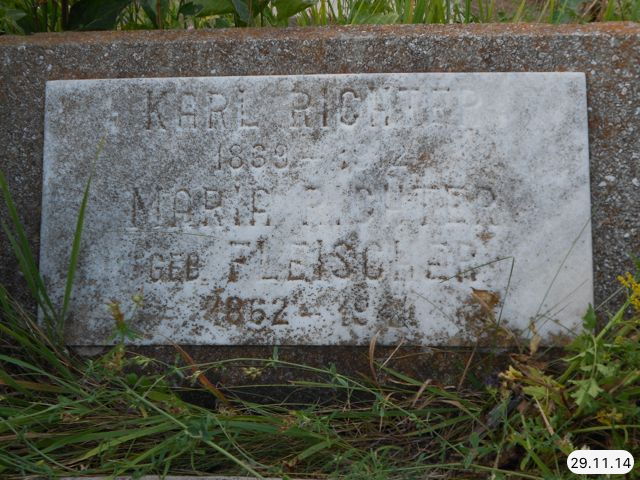 KARL RICHTER
MARIA RICHTER
GEB. FLEISCHER
1862 -
29.11.14